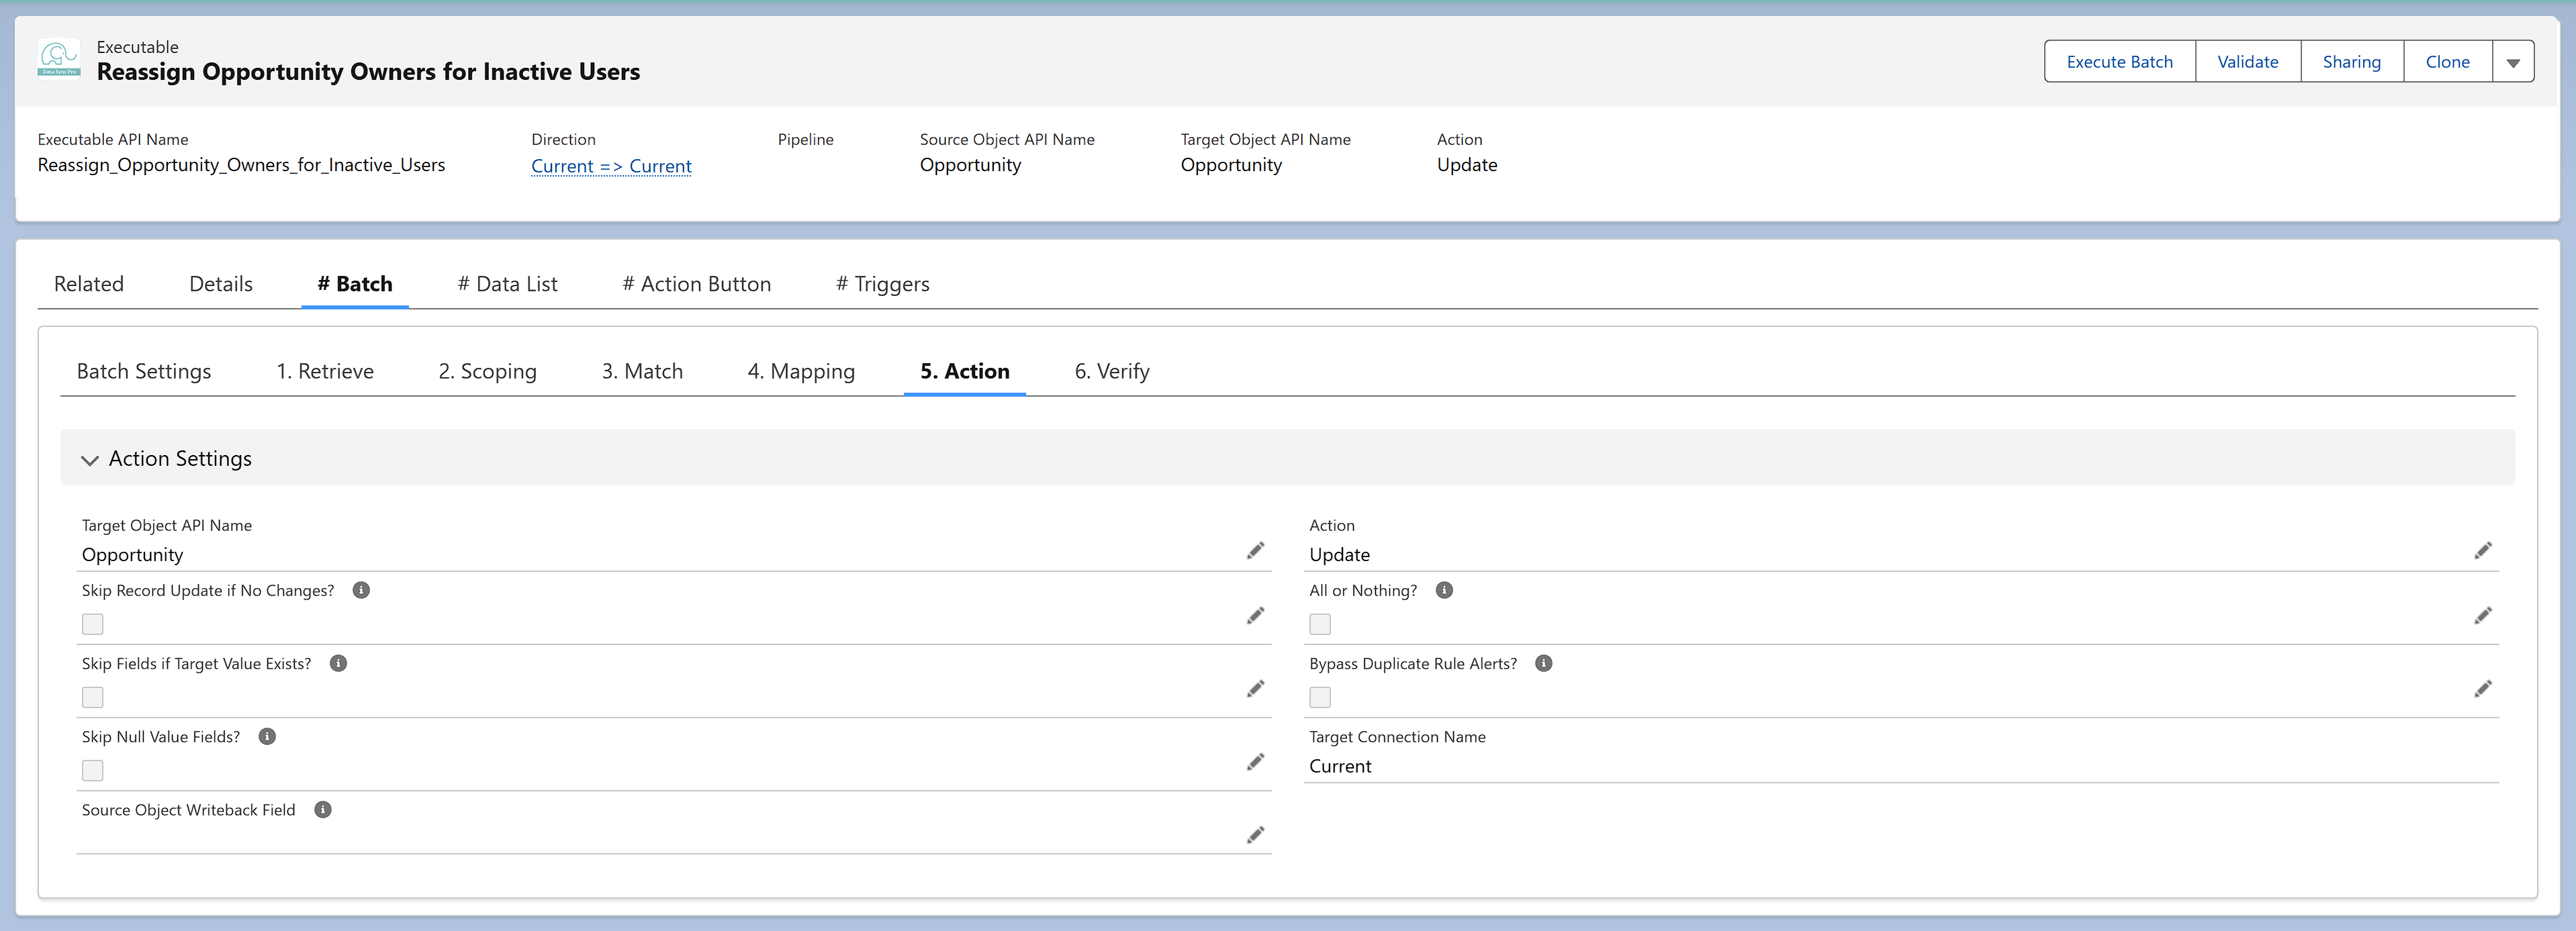 Data Sync Pro
Executable
Reassign Opportunity Owners for Inactive Users
Execute Batch
Validate
Sharing
Clone
Executable API Name
Reassign_Opportunity_Owners_for_Inactive_Users
Direction
Current => Current
Pipeline
Source Object API Name
Opportunity
Target Object API Name
Opportunity
Action
Update
Related
Details
# Batch
# Data List
# Action Button
# Triggers
Batch Settings
1. Retrieve
2. Scoping
3. Match
4. Mapping
5. Action
6. Verify
Action Settings
Target Object API Name
Opportunity
Action
Update
Skip Record Update if No Changes?
All or Nothing?
Skip Fields if Target Value Exists?
Bypass Duplicate Rule Alerts?
Skip Null Value Fields?
Target Connection Name
Current
Source Object Writeback Field